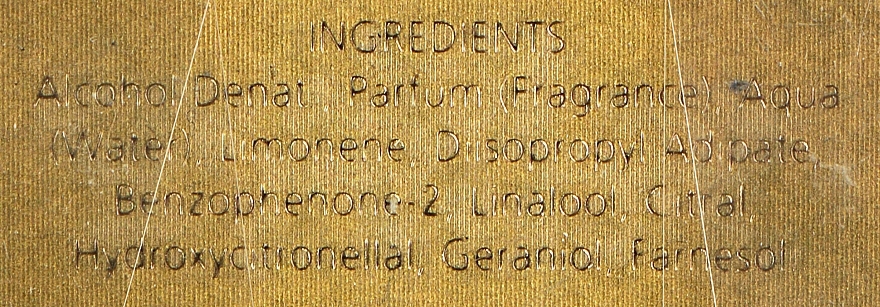 INGREDIENTS
Alcohol Denat., Parfum (Fragrance), Aqua
(Water), Limonene, Diisopropyl Adipate,
Benzophenone-2, Linalool, Citral,
Hydroxycitronellal, Geraniol, Farnesol